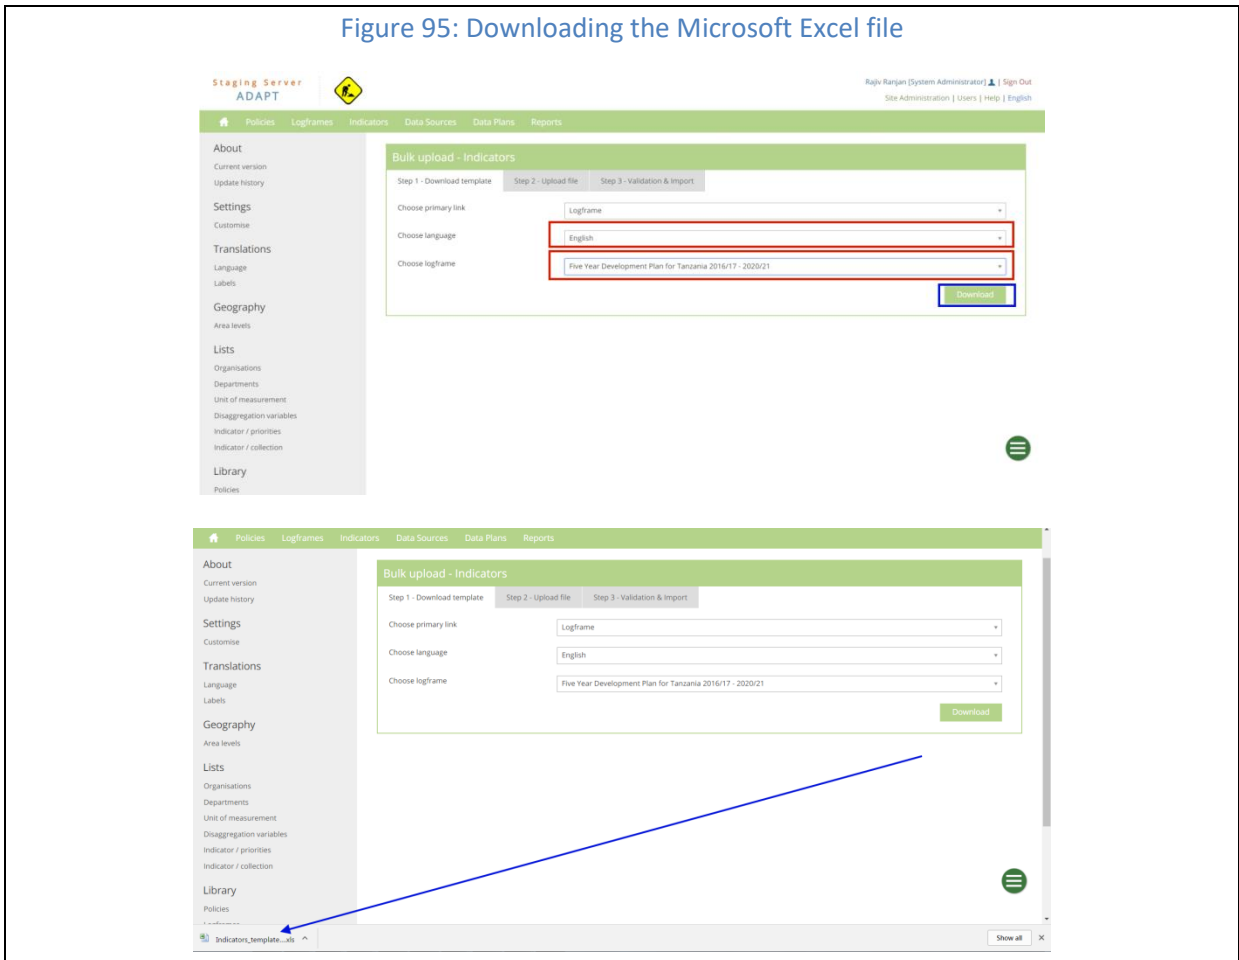 Figure 95: Downloading the Microsoft Excel file
Staging Server
ADAPT
Rajiv Ranjan [System Administrator] | Sign Out
Site Administration | Users | Help | English
Policies Logframes Indicators Data Sources Data Plans Reports
About
Current version
Update history
Settings
Customise
Translations
Language
Labels
Geography
Area levels
Lists
Organisations
Departments
Unit of measurement
Disaggregation variables
Indicator / priorities
Indicator / collection
Library
Policies
Bulk upload - Indicators
Step 1 - Download template Step 2 - Upload file Step 3 - Validation & Import
Choose primary link Logframe
Choose language English
Choose logframe Five Year Development Plan for Tanzania 2016/17 - 2020/21
Download
Policies Logframes Indicators Data Sources Data Plans Reports
About
Current version
Update history
Settings
Customise
Translations
Language
Labels
Geography
Area levels
Lists
Organisations
Departments
Unit of measurement
Disaggregation variables
Indicator / priorities
Indicator / collection
Library
Policies
Bulk upload - Indicators
Step 1 - Download template Step 2 - Upload file Step 3 - Validation & Import
Choose primary link Logframe
Choose language English
Choose logframe Five Year Development Plan for Tanzania 2016/17 - 2020/21
Download
Indicators_template....xls
Show all